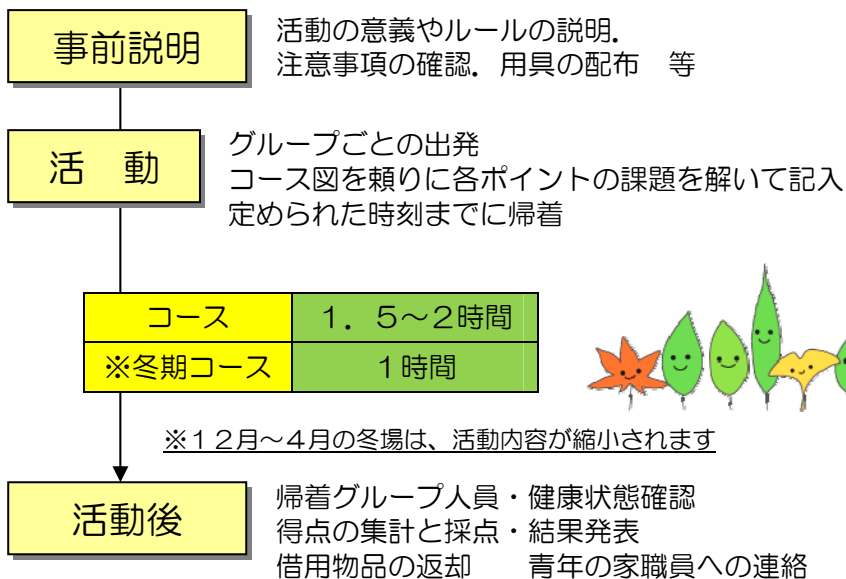 事前説明
活動の意義やルールの説明．
注意事項の確認．用具の配布　等
活　動
グループごとの出発
コース図を頼りに各ポイントの課題を解いて記入
定められた時刻までに帰着
コース　１．５～２時間
※冬期コース　１時間
※１２月～４月の冬場は、活動内容が縮小されます
活動後
帰着グループ人員・健康状態確認
得点の集計と採点・結果発表
借用物品の返却　　青年の家職員への連絡